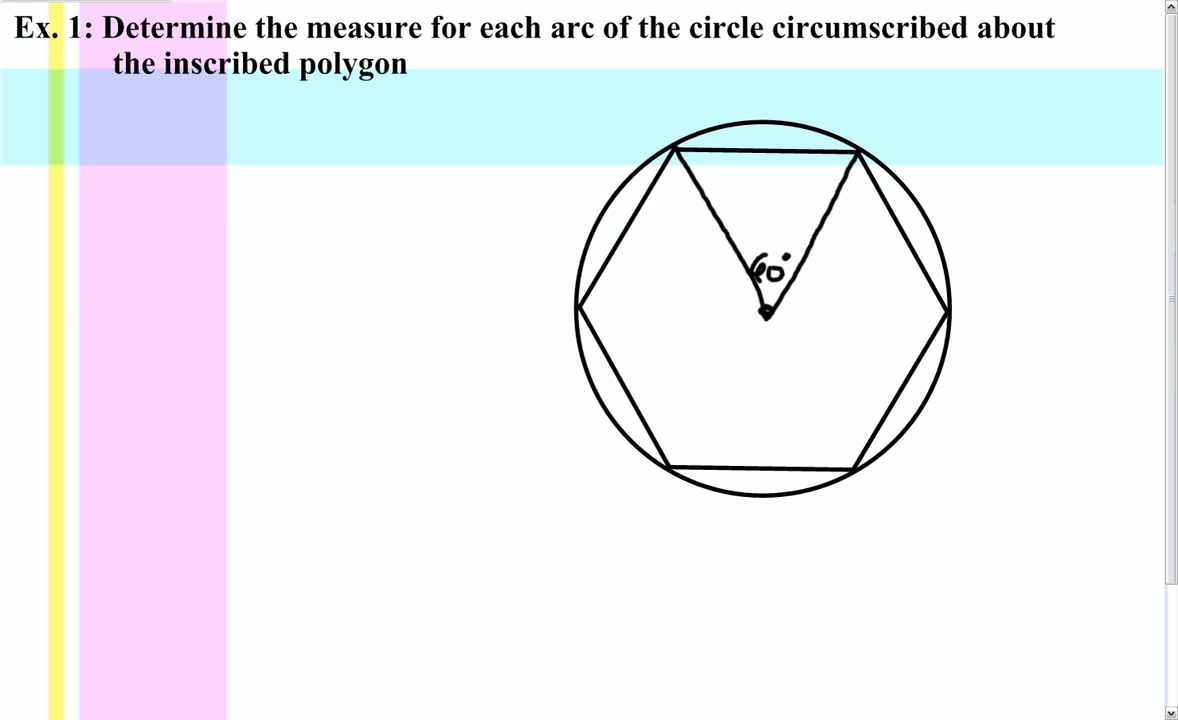 Ex. 1: Determine the measure for each arc of the circle circumscribed about
the inscribed polygon
60°